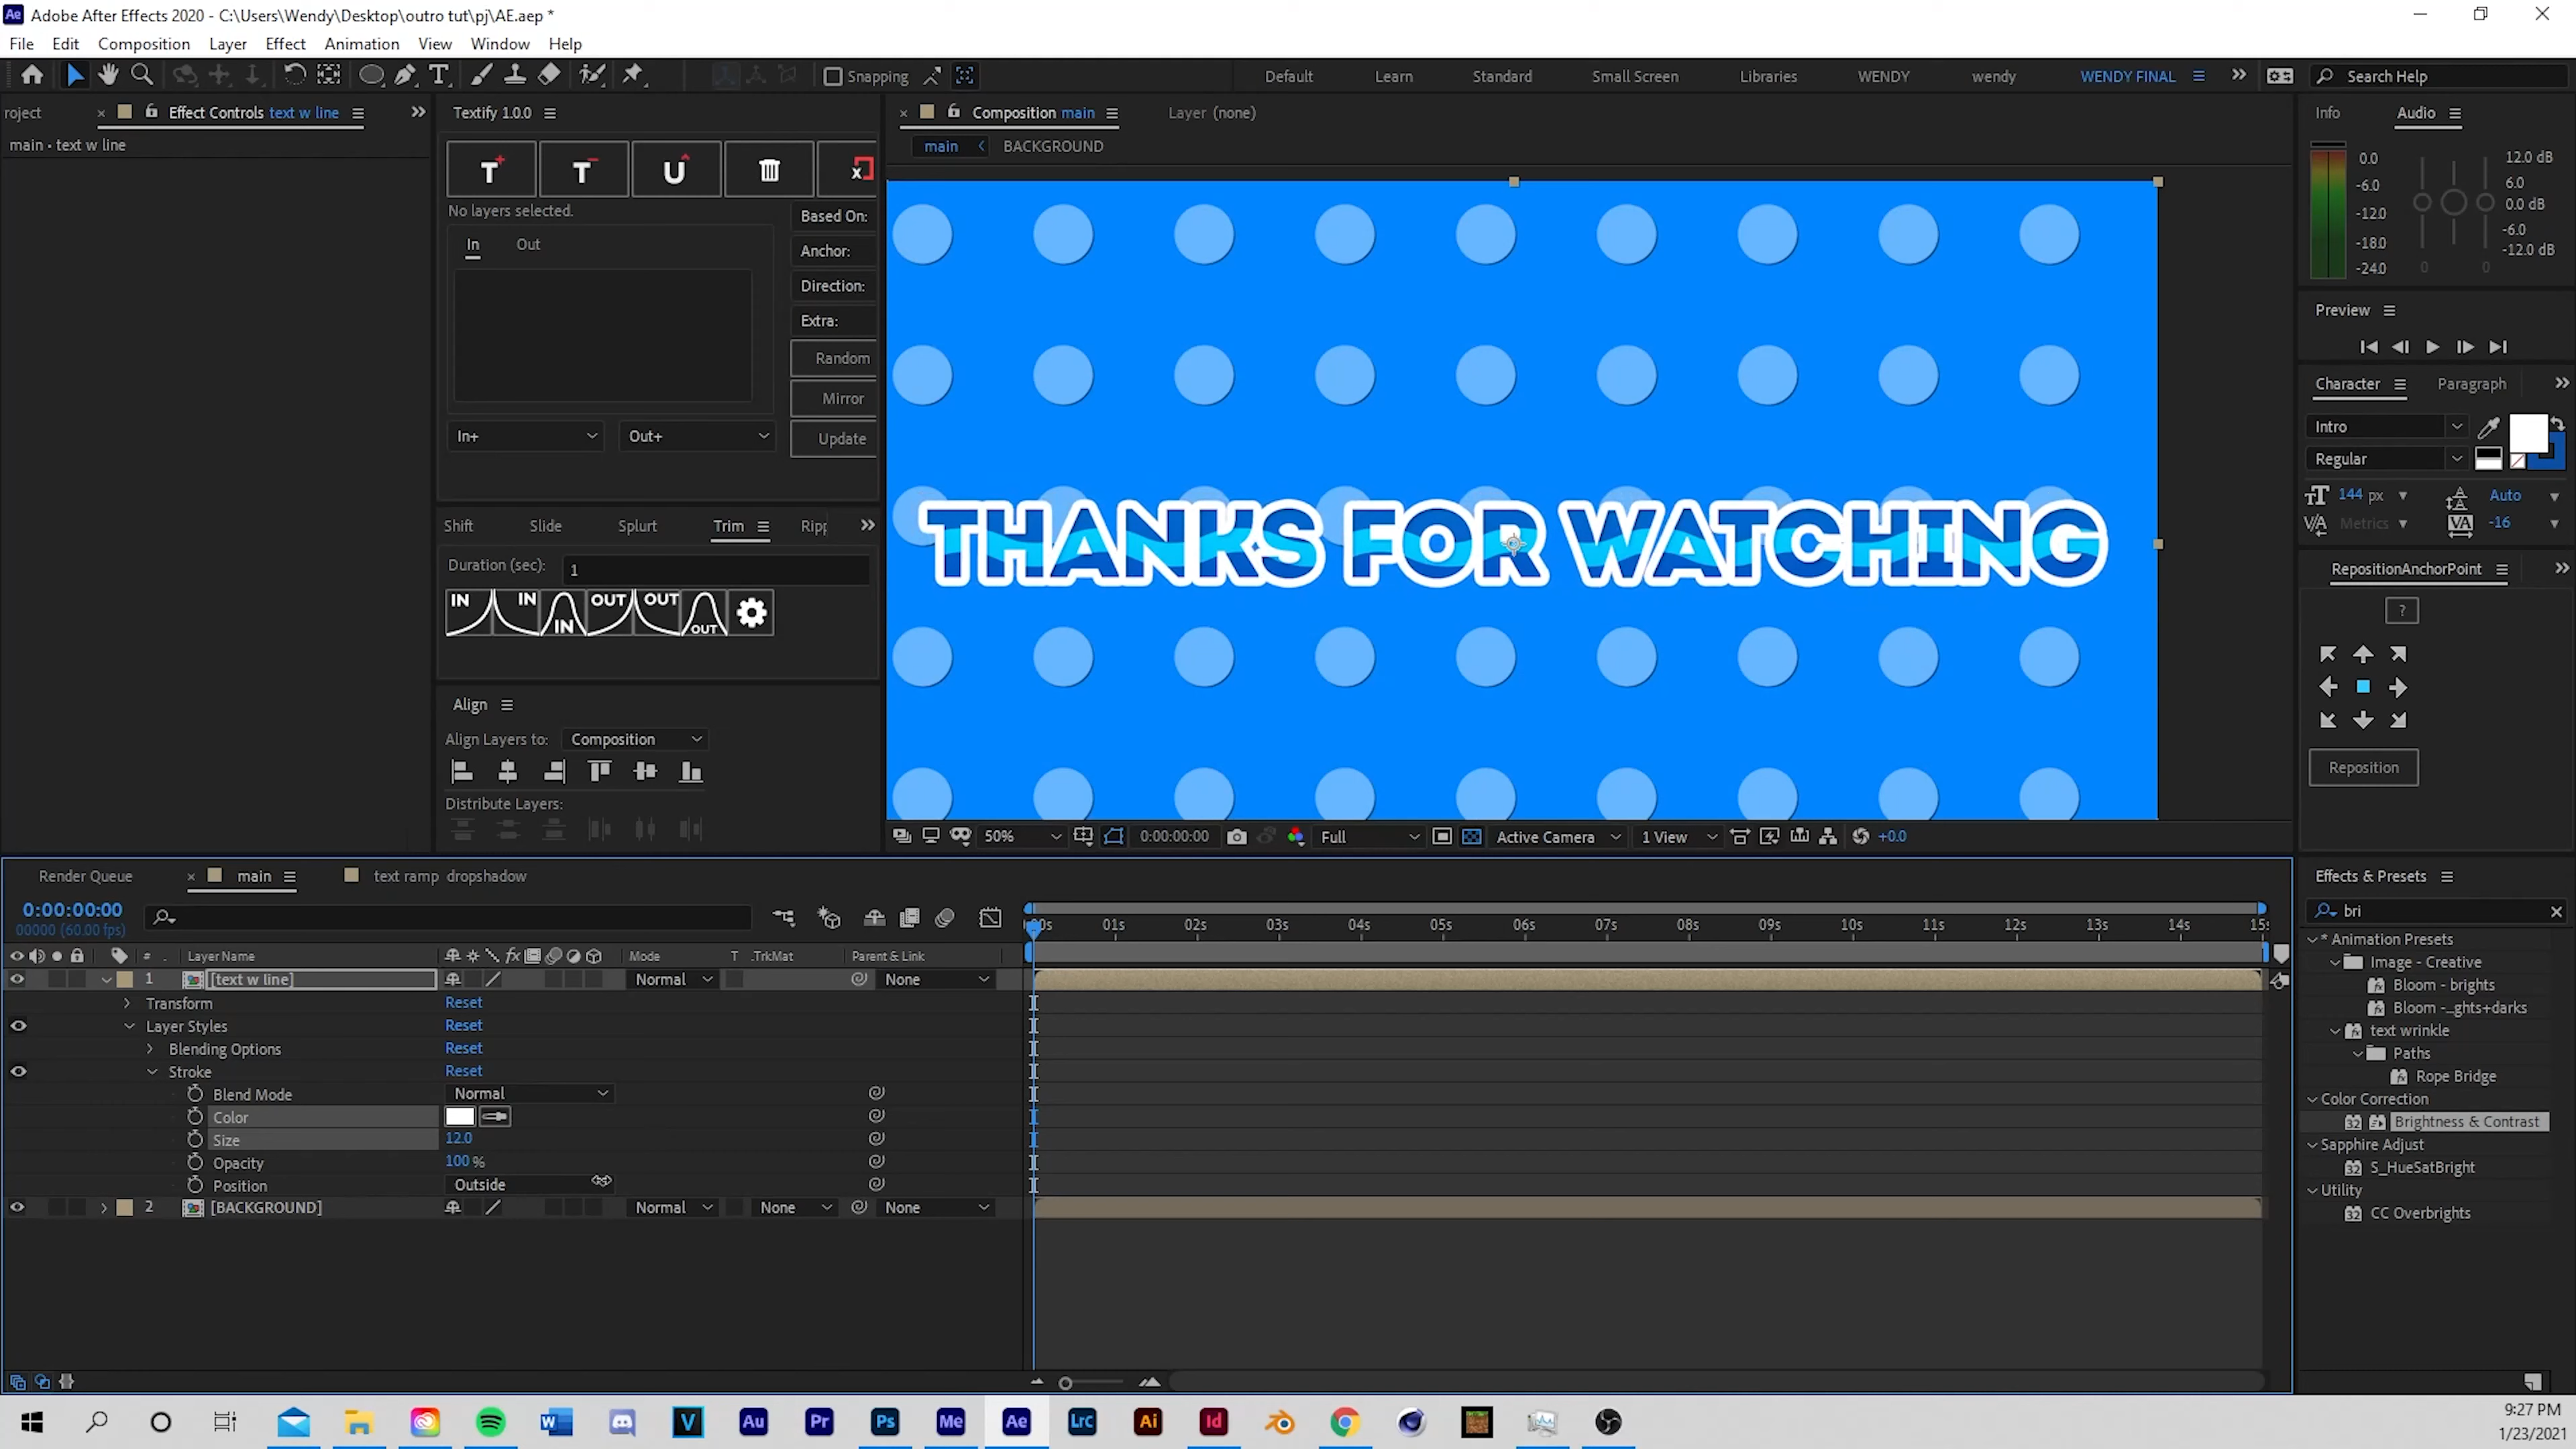 Adobe After Effects 2020 - C:\Users\Wendy\Desktop\outro tut\pj\AE.aep *
File Edit Composition Layer Effect Animation View Window Help
Snapping Default Learn Standard Small Screen Libraries WENDY wendy WENDY FINAL Search Help
roject Effect Controls text w line
main • text w line
Textify 1.0.0
No layers selected.
In Out
Based On:
Anchor:
Direction:
Extra:
Random
Mirror
Update
In+ Out+
Shift Slide Splurt Trim Ripp
Duration (sec): 1
IN IN IN OUT OUT OUT
Align
Align Layers to: Composition
Distribute Layers:
Composition main Layer (none)
main BACKGROUND
THANKS FOR WATCHING
50% 0:00:00:00 Full Active Camera 1 View +0.0
Info Audio
0.0 12.0 dB
-6.0 6.0
-12.0 0.0 dB
-18.0 -6.0
-24.0 -12.0 dB
0 0
Preview
Character Paragraph
Intro
Regular
144 px Auto
Metrics -16
RepositionAnchorPoint
?
Reposition
Render Queue main text ramp dropshadow
0:00:00:00
00000 (60.00 fps)
00s 01s 02s 03s 04s 05s 06s 07s 08s 09s 10s 11s 12s 13s 14s 15s
# Layer Name Mode T .TrkMat Parent & Link
1 [text w line] Normal None
Transform Reset
Layer Styles Reset
Blending Options Reset
Stroke Reset
Blend Mode Normal
Color
Size 12.0
Opacity 100 %
Position Outside
2 [BACKGROUND] Normal None None
Effects & Presets
bri
* Animation Presets
Image - Creative
Bloom - brights
Bloom -...ghts+darks
text wrinkle
Paths
Rope Bridge
Color Correction
Brightness & Contrast
Sapphire Adjust
S_HueSatBright
Utility
CC Overbrights
Au Pr Ps Me Ae LrC Ai Id
9:27 PM
1/23/2021